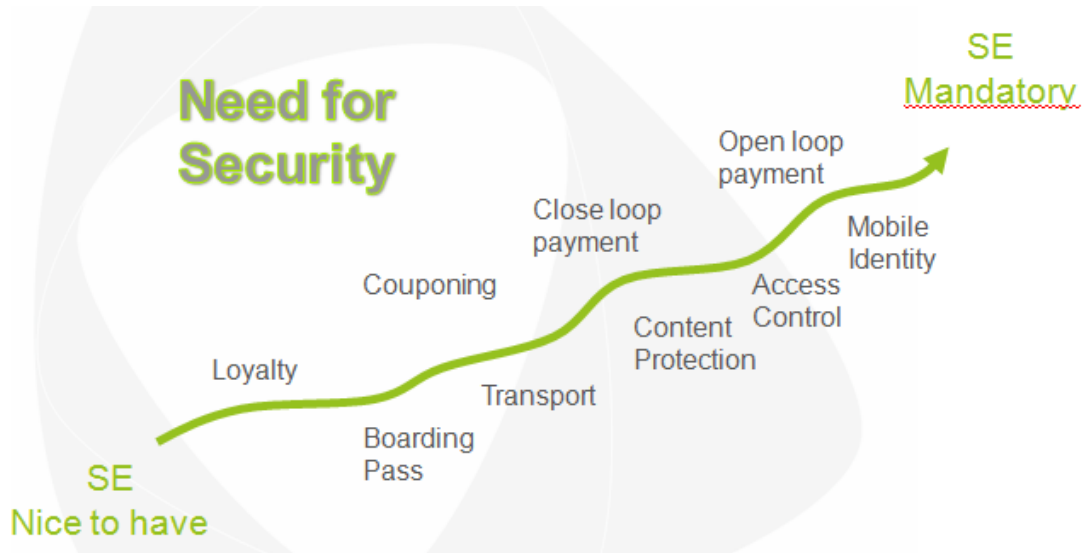 Need for
Security
SE
Mandatory
Open loop
payment
Close loop
payment
Mobile
Identity
Couponing
Access
Control
Content
Protection
Loyalty
Transport
Boarding
Pass
SE
Nice to have